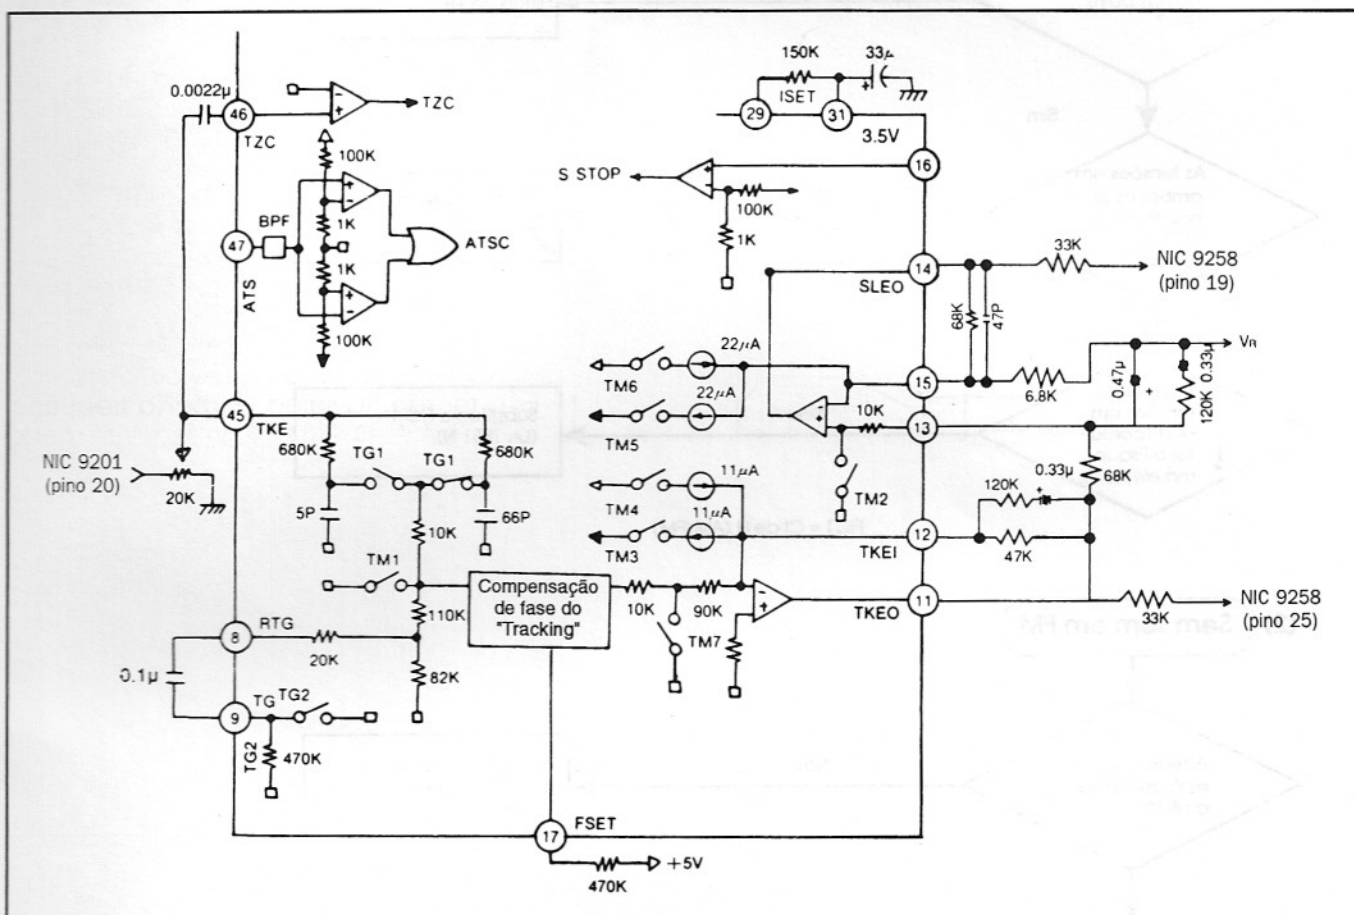 150K
33µ
0.0022µ
46
TZC
TZC
ISET
29
31
3.5V
100K
16
S STOP
100K
1K
BPF
1K
47
ATSC
1K
ATS
100K
14
SLEO
33K
NIC 9258
(pino 19)
68K
47P
22µA
TM6
22µA
TM5
15
6.8K
0.47µ
+
0.33µ
120K
VR
10K
13
45
TKE
680K
TG1
TG1
680K
NIC 9201
(pino 20)
20K
5P
66P
11µA
TM4
11µA
TM3
TM2
0.33µ
68K
120K
+
12
TKEI
47K
10K
TM1
Compensação
de fase do
"Tracking"
10K
90K
TM7
TKEO
11
33K
NIC 9258
(pino 25)
110K
8
RTG
20K
82K
0.1µ
9
TG
TG2
TG2
470K
17
FSET
470K
+5V